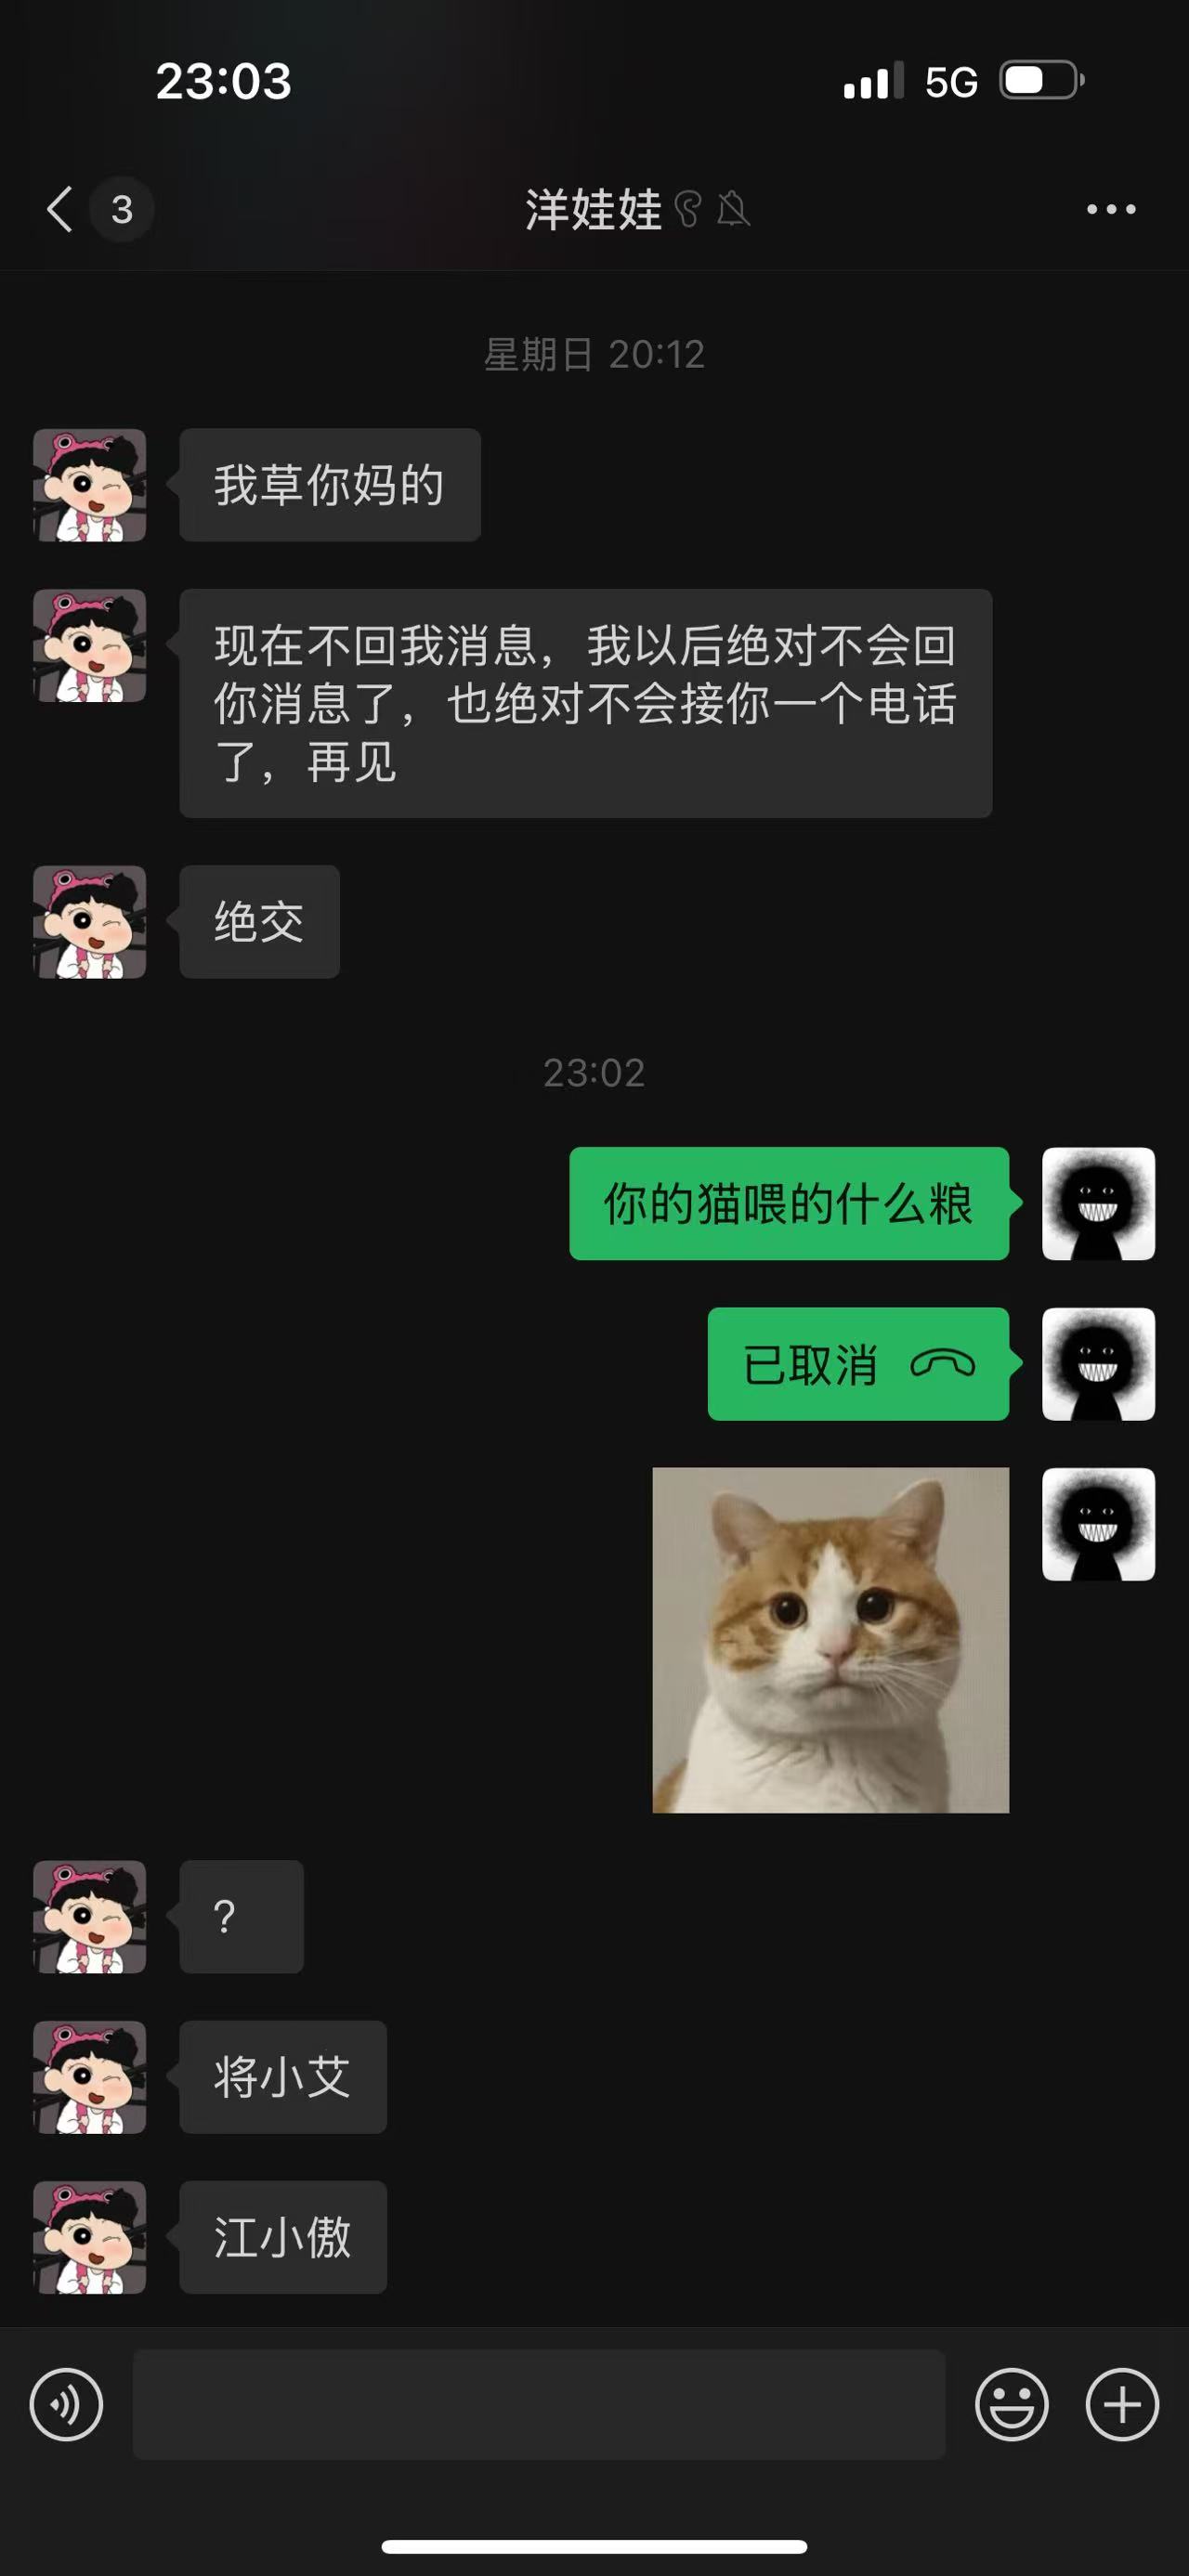 23:03
5G
3
洋娃娃
星期日 20:12
我草你妈的
现在不回我消息，我以后绝对不会回
你消息了，也绝对不会接你一个电话
了，再见
绝交
23:02
你的猫喂的什么粮
已取消
?
将小艾
江小傲